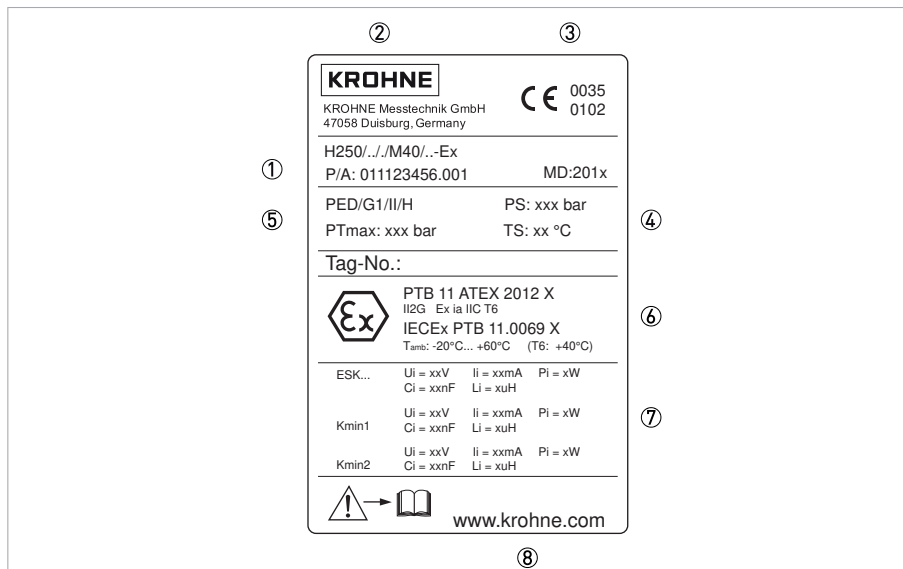 ② ③
KROHNE
KROHNE Messtechnik GmbH
47058 Duisburg, Germany
CE 0035
0102
H250/../M40/..-Ex
① P/A: 011123456.001 MD:201x
⑤ PED/G1/II/H PS: xxx bar ④
PTmax: xxx bar TS: xx °C
Tag-No.:
Ex PTB 11 ATEX 2012 X
II2G Ex ia IIC T6
IECEx PTB 11.0069 X ⑥
Tamb: -20°C... +60°C (T6: +40°C)
ESK... Ui = xxV Ii = xxmA Pi = xW
Ci = xxnF Li = xuH
Kmin1 Ui = xxV Ii = xxmA Pi = xW ⑦
Ci = xxnF Li = xuH
Kmin2 Ui = xxV Ii = xxmA Pi = xW
Ci = xxnF Li = xuH
www.krohne.com
⑧